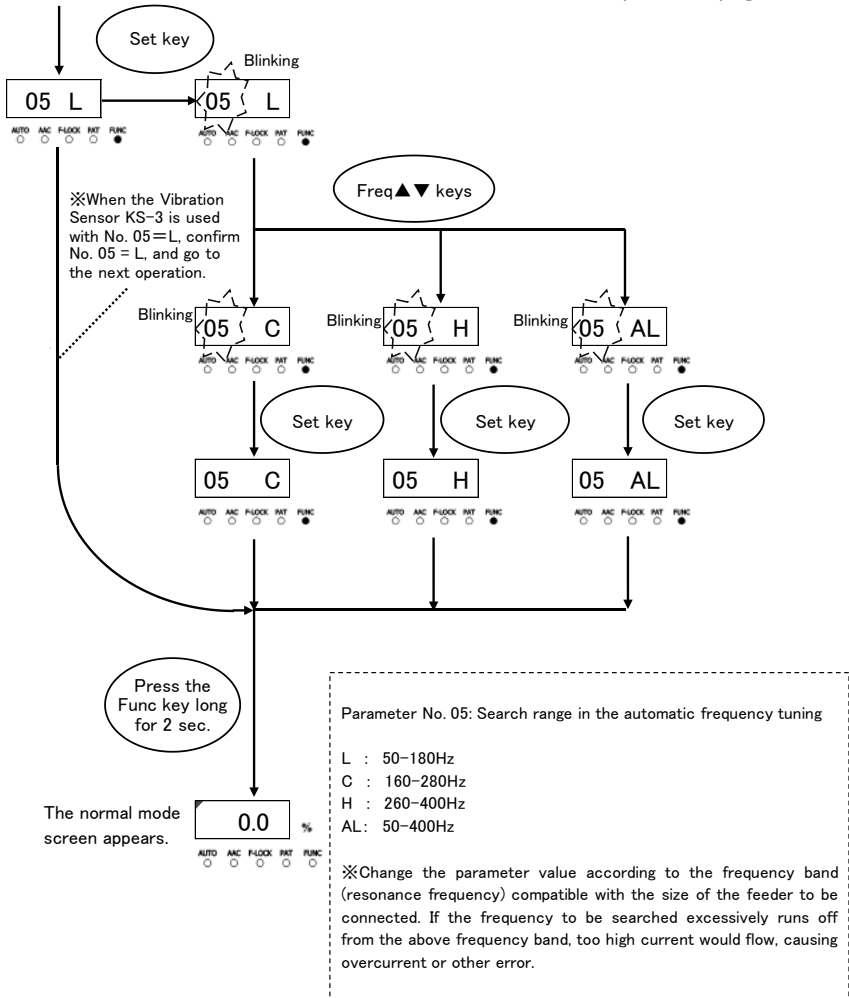 Set key
Blinking
05 L
05 L
AUTO AAC F-LOCK PAT FUNC
AUTO AAC F-LOCK PAT FUNC
Freq▲▼ keys
※When the Vibration
Sensor KS-3 is used
with No. 05=L, confirm
No. 05 = L, and go to
the next operation.
Blinking
05 C
Blinking
05 H
Blinking
05 AL
AUTO AAC F-LOCK PAT FUNC
AUTO AAC F-LOCK PAT FUNC
AUTO AAC F-LOCK PAT FUNC
Set key
Set key
Set key
05 C
05 H
05 AL
AUTO AAC F-LOCK PAT FUNC
AUTO AAC F-LOCK PAT FUNC
AUTO AAC F-LOCK PAT FUNC
Press the
Func key long
for 2 sec.
The normal mode
screen appears.
0.0 %
AUTO AAC F-LOCK PAT FUNC
Parameter No. 05: Search range in the automatic frequency tuning
L : 50-180Hz
C : 160-280Hz
H : 260-400Hz
AL: 50-400Hz
※Change the parameter value according to the frequency band
(resonance frequency) compatible with the size of the feeder to be
connected. If the frequency to be searched excessively runs off
from the above frequency band, too high current would flow, causing
overcurrent or other error.